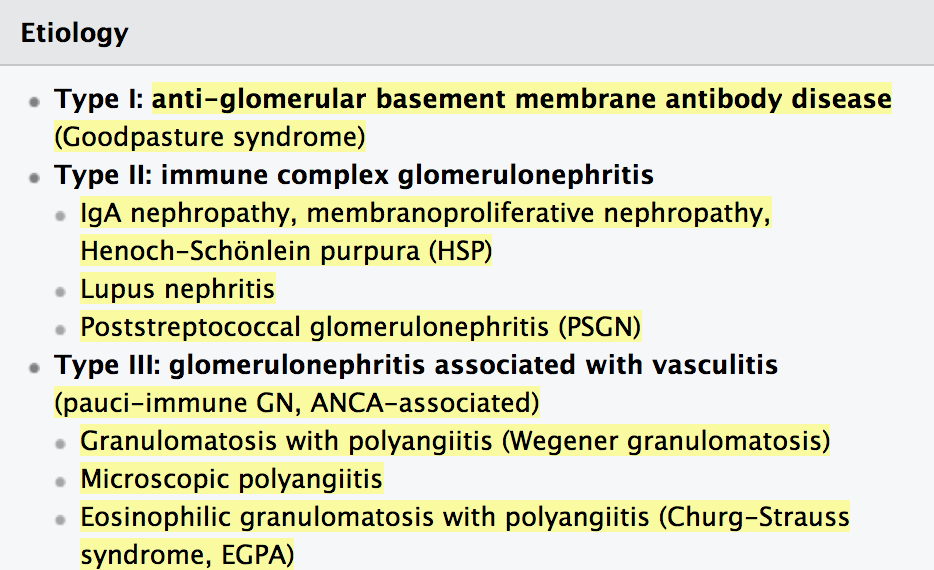 Etiology
Type I: anti-glomerular basement membrane antibody disease
(Goodpasture syndrome)
Type II: immune complex glomerulonephritis
IgA nephropathy, membranoproliferative nephropathy,
Henoch-Schönlein purpura (HSP)
Lupus nephritis
Poststreptococcal glomerulonephritis (PSGN)
Type III: glomerulonephritis associated with vasculitis
(pauci-immune GN, ANCA-associated)
Granulomatosis with polyangiitis (Wegener granulomatosis)
Microscopic polyangiitis
Eosinophilic granulomatosis with polyangiitis (Churg-Strauss
syndrome, EGPA)